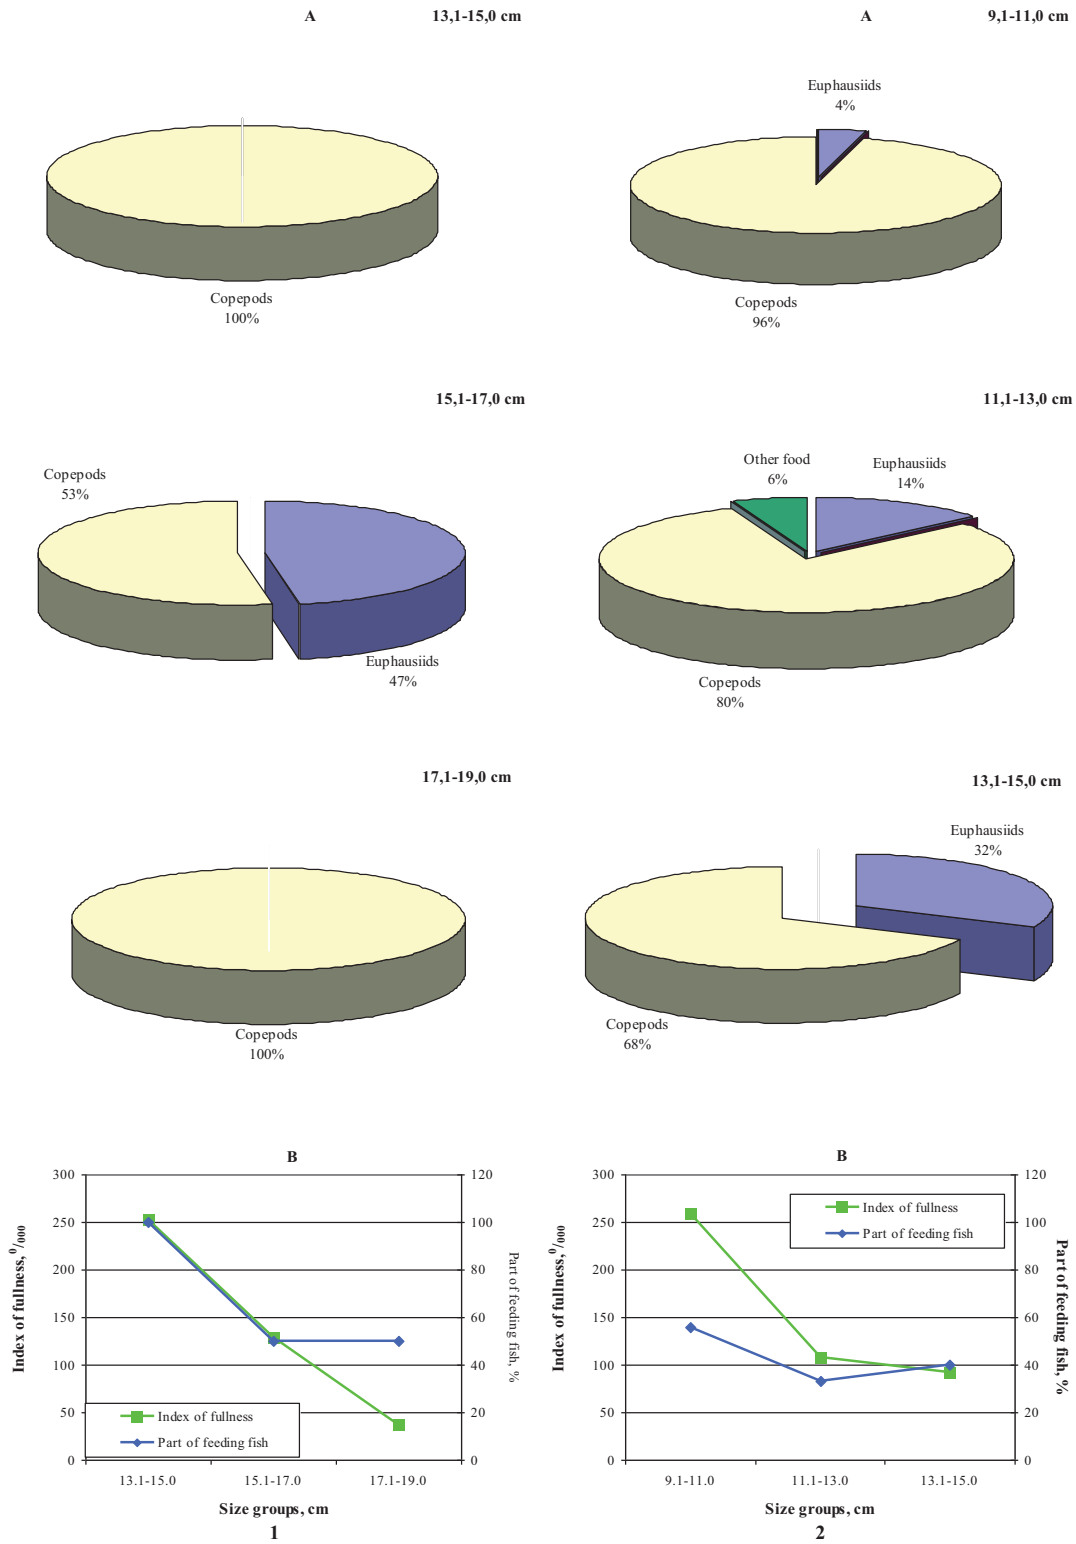 A
13,1-15,0 cm
Copepods
100%
15,1-17,0 cm
Copepods
53%
Euphausiids
47%
17,1-19,0 cm
Copepods
100%
B
300
250
200
150
100
50
0
120
100
80
60
40
20
0
Index of fullness, 0/000
Part of feeding fish, %
Index of fullness
Part of feeding fish
13.1-15.0
15.1-17.0
17.1-19.0
Size groups, cm
1
A
9,1-11,0 cm
Euphausiids
4%
Copepods
96%
11,1-13,0 cm
Other food
6%
Euphausiids
14%
Copepods
80%
13,1-15,0 cm
Euphausiids
32%
Copepods
68%
B
300
250
200
150
100
50
0
120
100
80
60
40
20
0
Index of fullness, 0/000
Part of feeding fish, %
Index of fullness
Part of feeding fish
9.1-11.0
11.1-13.0
13.1-15.0
Size groups, cm
2